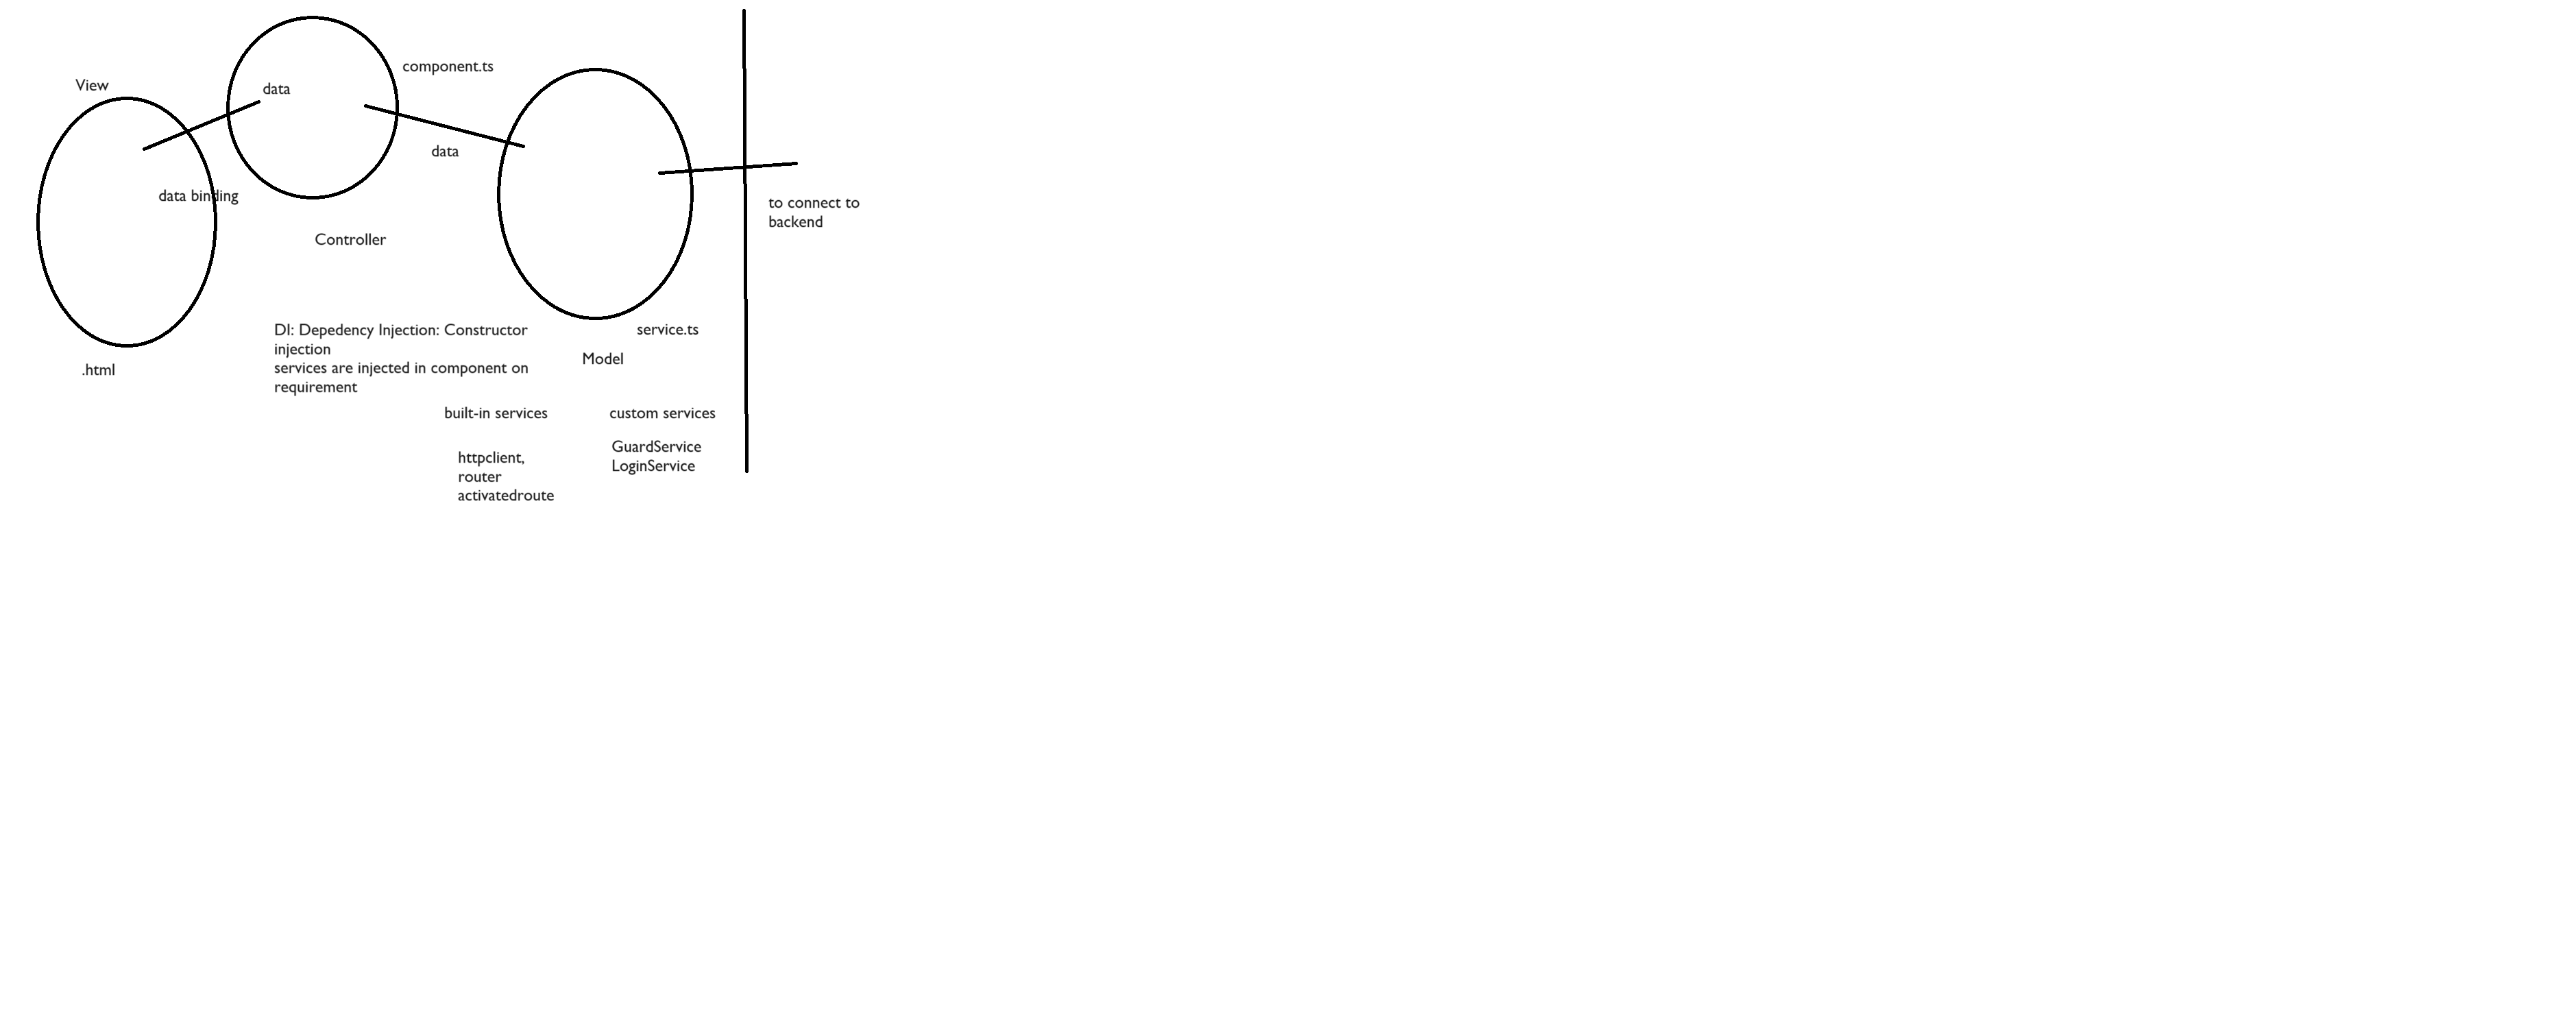 View
data
component.ts
data
data binding
to connect to
backend
Controller
DI: Depedency Injection: Constructor
injection
services are injected in component on
requirement
service.ts
Model
.html
built-in services
custom services
GuardService
LoginService
httpclient,
router
activatedroute